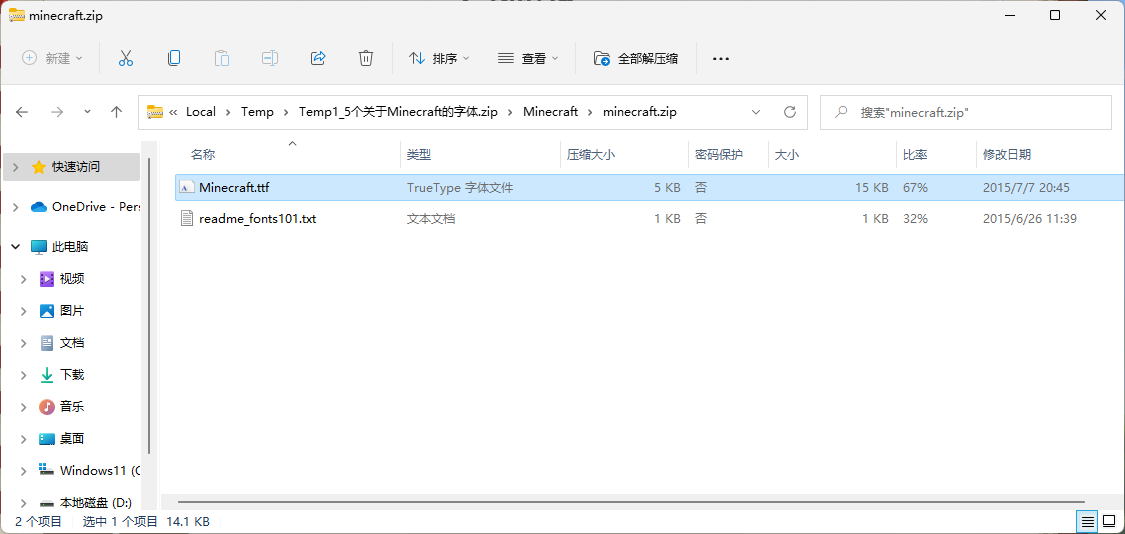 minecraft.zip
新建 排序 查看 全部解压缩
« Local › Temp › Temp1_5个关于Minecraft的字体.zip › Minecraft › minecraft.zip 搜索"minecraft.zip"
名称 类型 压缩大小 密码保护 大小 比率 修改日期
Minecraft.ttf TrueType 字体文件 5 KB 否 15 KB 67% 2015/7/7 20:45
readme_fonts101.txt 文本文档 1 KB 否 1 KB 32% 2015/6/26 11:39
快速访问
OneDrive - Pers
此电脑
视频
图片
文档
下载
音乐
桌面
Windows11 (C
本地磁盘 (D:)
2 个项目 选中 1 个项目 14.1 KB